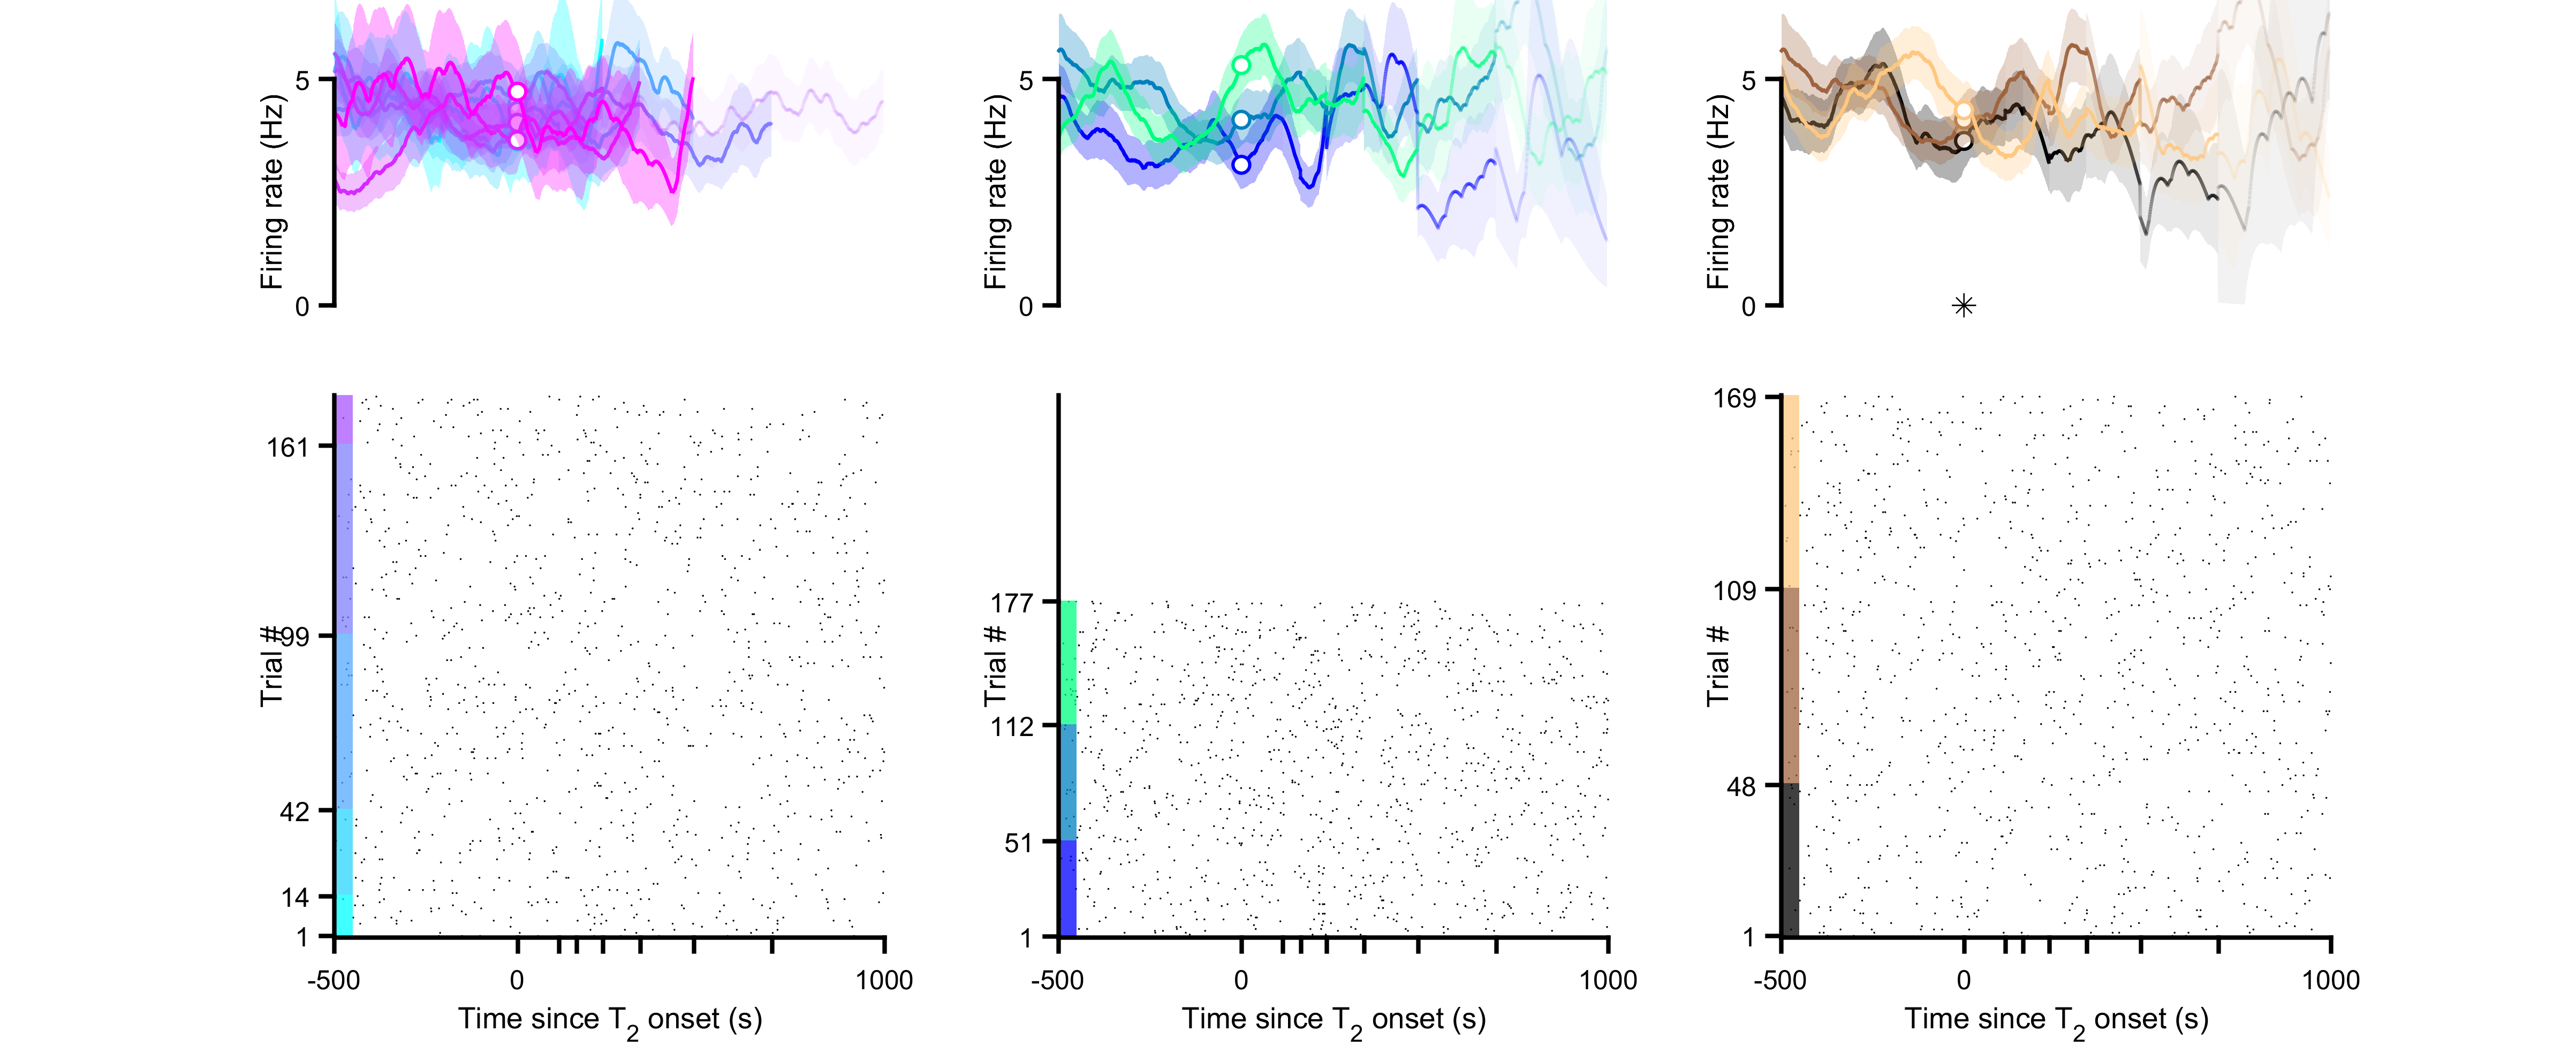 5
Firing rate (Hz)
0
5
Firing rate (Hz)
0
5
Firing rate (Hz)
0
161
99
Trial #
42
14
1
-500 0 1000
Time since T2 onset (s)
177
Trial #
112
51
1
-500 0 1000
Time since T2 onset (s)
169
109
Trial #
48
1
-500 0 1000
Time since T2 onset (s)